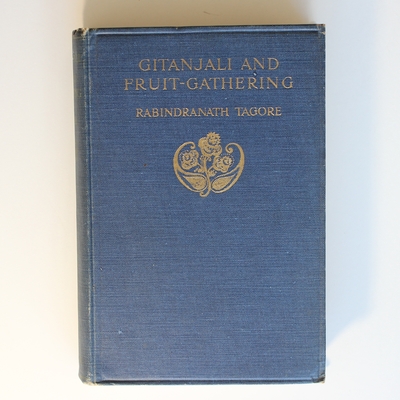 GITANJALI AND
FRUIT-GATHERING
RABINDRANATH TAGORE